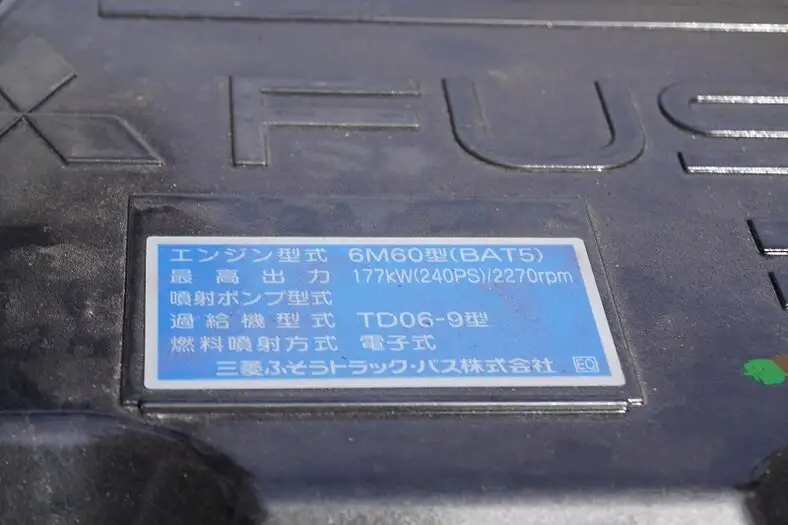 FUS
エンジン型式 6M60型(BAT5)
最高出力 177kW(240PS)/2270rpm
噴射ポンプ型式
過給機型式 TD06-9型
燃料噴射方式 電子式
三菱ふそうトラック・バス株式会社 EO